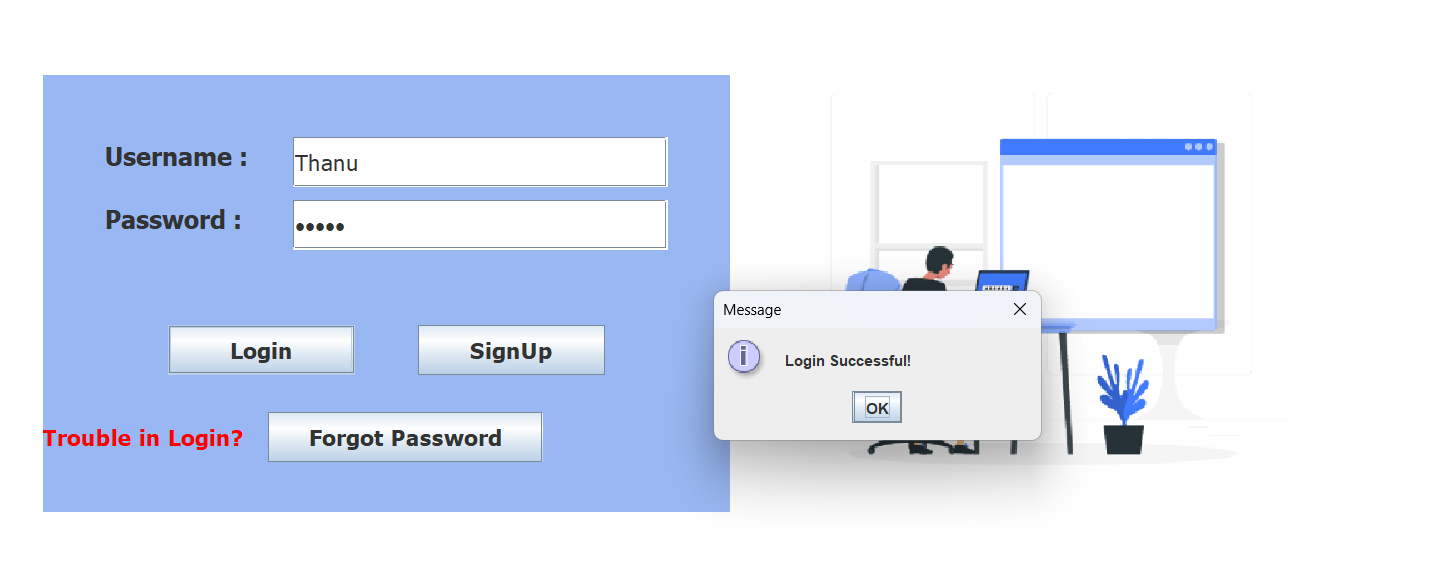 Username :
Thanu
Password :
•••••
Login
SignUp
Trouble in Login?
Forgot Password
Message
i
Login Successful!
OK